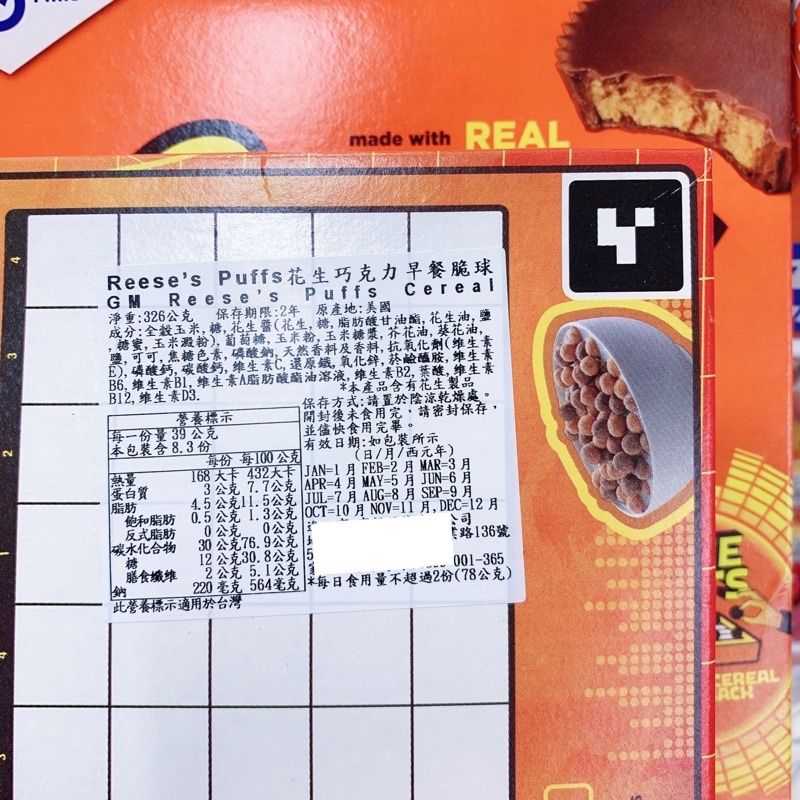 made with REAL
Reese's Puffs花生巧克力早餐脆球
GM Reese's Puffs Cereal
淨重:326公克 保存期限:2年 原產地:美國
成分:全穀玉米,糖,花生醬(花生,糖,脂肪酸甘油酯,花生油,鹽
,糖蜜,玉米澱粉),葡萄糖,玉米粉,玉米糖漿,芥花油,葵花油,
鹽,可可,焦糖色素,磷酸鈉,天然香料及香料,抗氧化劑(維生素
E),磷酸鈣,碳酸鈣,維生素C,還原鐵,氧化鋅,菸鹼醯胺,維生素
B6,維生素B1,維生素A脂肪酸酯油溶液,維生素B2,葉酸,維生素
B12,維生素D3.
*本產品含有花生製品
保存方式:請置於陰涼乾燥處。
開封後未食用完,請密封保存,
並儘快食用完畢。
有效日期:如包裝所示
(日/月/西元年)
JAN=1月 FEB=2月 MAR=3月
APR=4月 MAY=5月 JUN=6月
JUL=7月 AUG=8月 SEP=9月
OCT=10月 NOV=11月,DEC=12月
公司
路136號
5
001-365
*每日食用量不超過2份(78公克)
營養標示
每一份量 39 公克
本包裝含 8.3 份
每份 每100公克
熱量 168 大卡 432大卡
蛋白質 3 公克 7.7公克
脂肪 4.5 公克 11.5公克
飽和脂肪 0.5 公克 1.3公克
反式脂肪 0 公克 0公克
碳水化合物 30 公克 76.9公克
糖 12 公克 30.8公克
膳食纖維 2 公克 5.1公克
鈉 220 毫克 564毫克
此營養標示適用於台灣
4
3
2
1
4
3
CEREAL